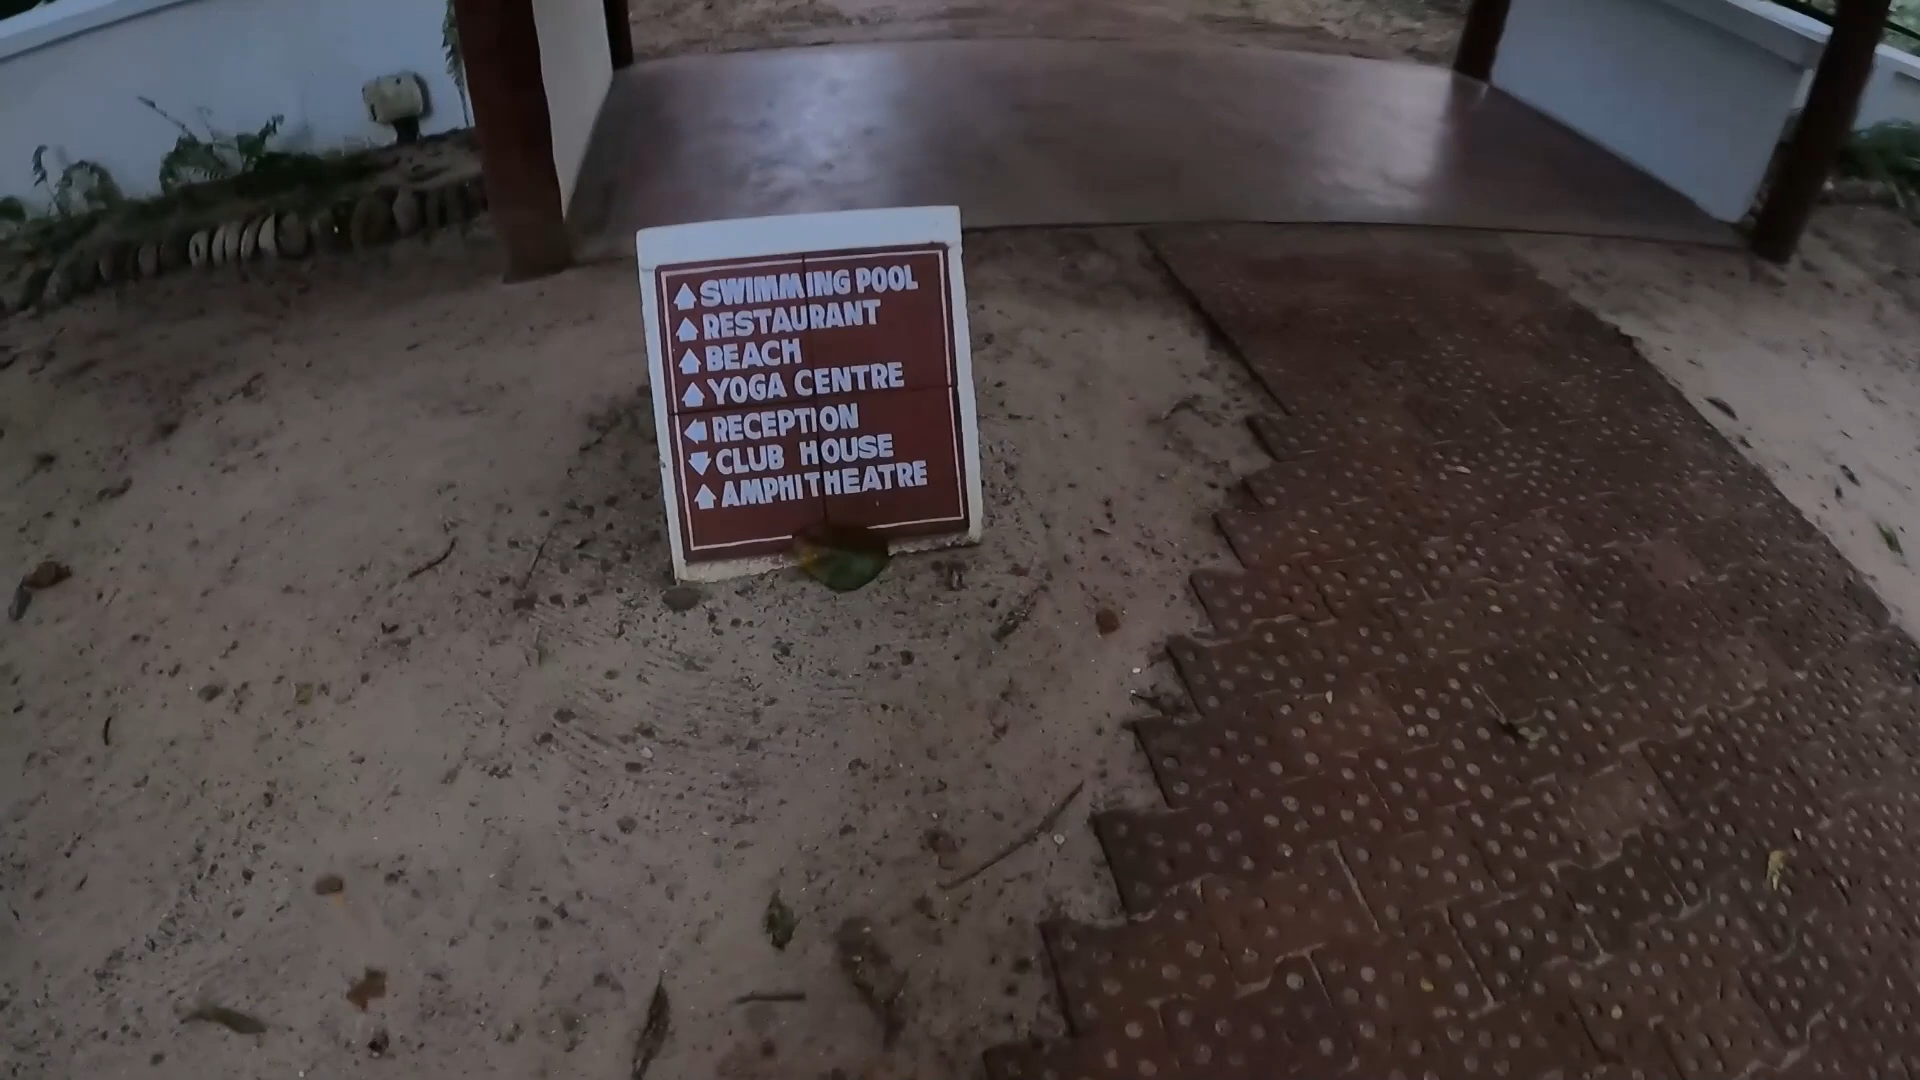 SWIMMING POOL
RESTAURANT
BEACH
YOGA CENTRE
RECEPTION
CLUB HOUSE
AMPHITHEATRE